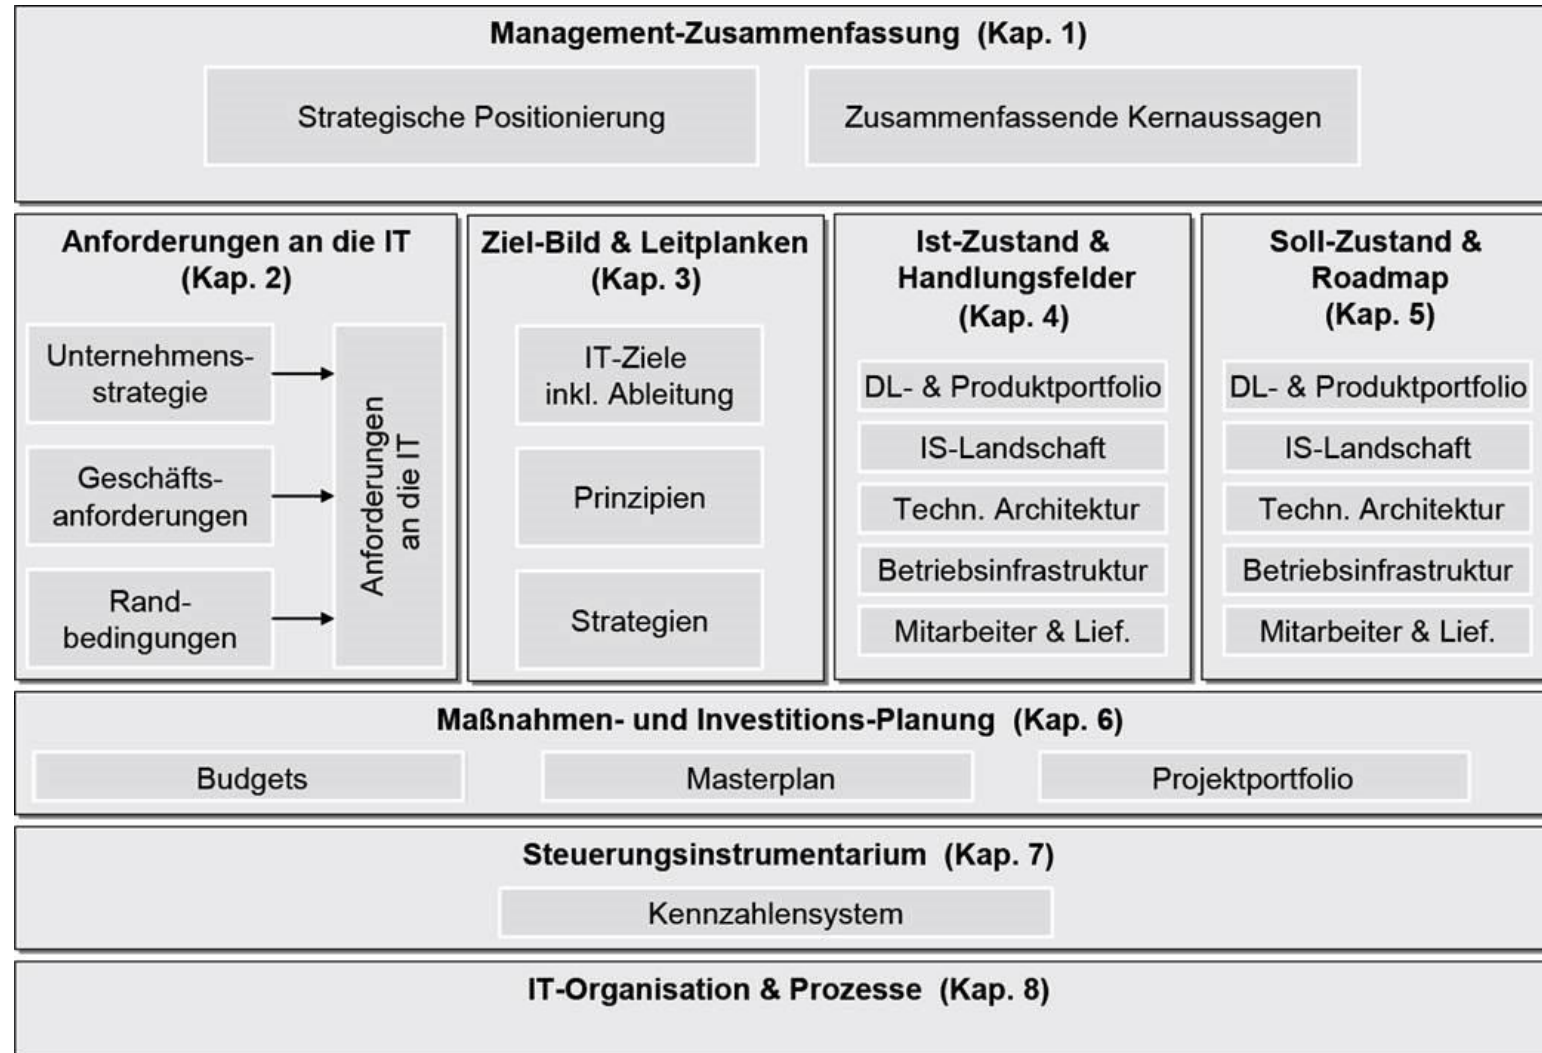 Management-Zusammenfassung (Kap. 1)
Strategische Positionierung
Zusammenfassende Kernaussagen
Anforderungen an die IT
(Kap. 2)
Unternehmens-
strategie
Geschäfts-
anforderungen
Rand-
bedingungen
Anforderungen
an die IT
Ziel-Bild & Leitplanken
(Kap. 3)
IT-Ziele
inkl. Ableitung
Prinzipien
Strategien
Ist-Zustand &
Handlungsfelder
(Kap. 4)
DL- & Produktportfolio
IS-Landschaft
Techn. Architektur
Betriebsinfrastruktur
Mitarbeiter & Lief.
Soll-Zustand &
Roadmap
(Kap. 5)
DL- & Produktportfolio
IS-Landschaft
Techn. Architektur
Betriebsinfrastruktur
Mitarbeiter & Lief.
Maßnahmen- und Investitions-Planung (Kap. 6)
Budgets
Masterplan
Projektportfolio
Steuerungsinstrumentarium (Kap. 7)
Kennzahlensystem
IT-Organisation & Prozesse (Kap. 8)